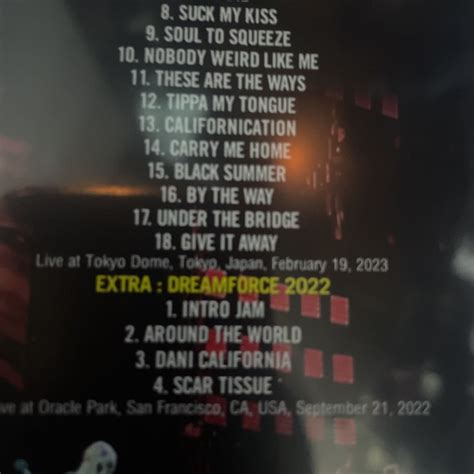 8. SUCK MY KISS
9. SOUL TO SQUEEZE
10. NOBODY WEIRD LIKE ME
11. THESE ARE THE WAYS
12. TIPPA MY TONGUE
13. CALIFORNICATION
14. CARRY ME HOME
15. BLACK SUMMER
16. BY THE WAY
17. UNDER THE BRIDGE
18. GIVE IT AWAY
Live at Tokyo Dome, Tokyo, Japan, February 19, 2023
EXTRA : DREAMFORCE 2022
1. INTRO JAM
2. AROUND THE WORLD
3. DANI CALIFORNIA
4. SCAR TISSUE
ve at Oracle Park, San Francisco, CA, USA, September 21, 2022